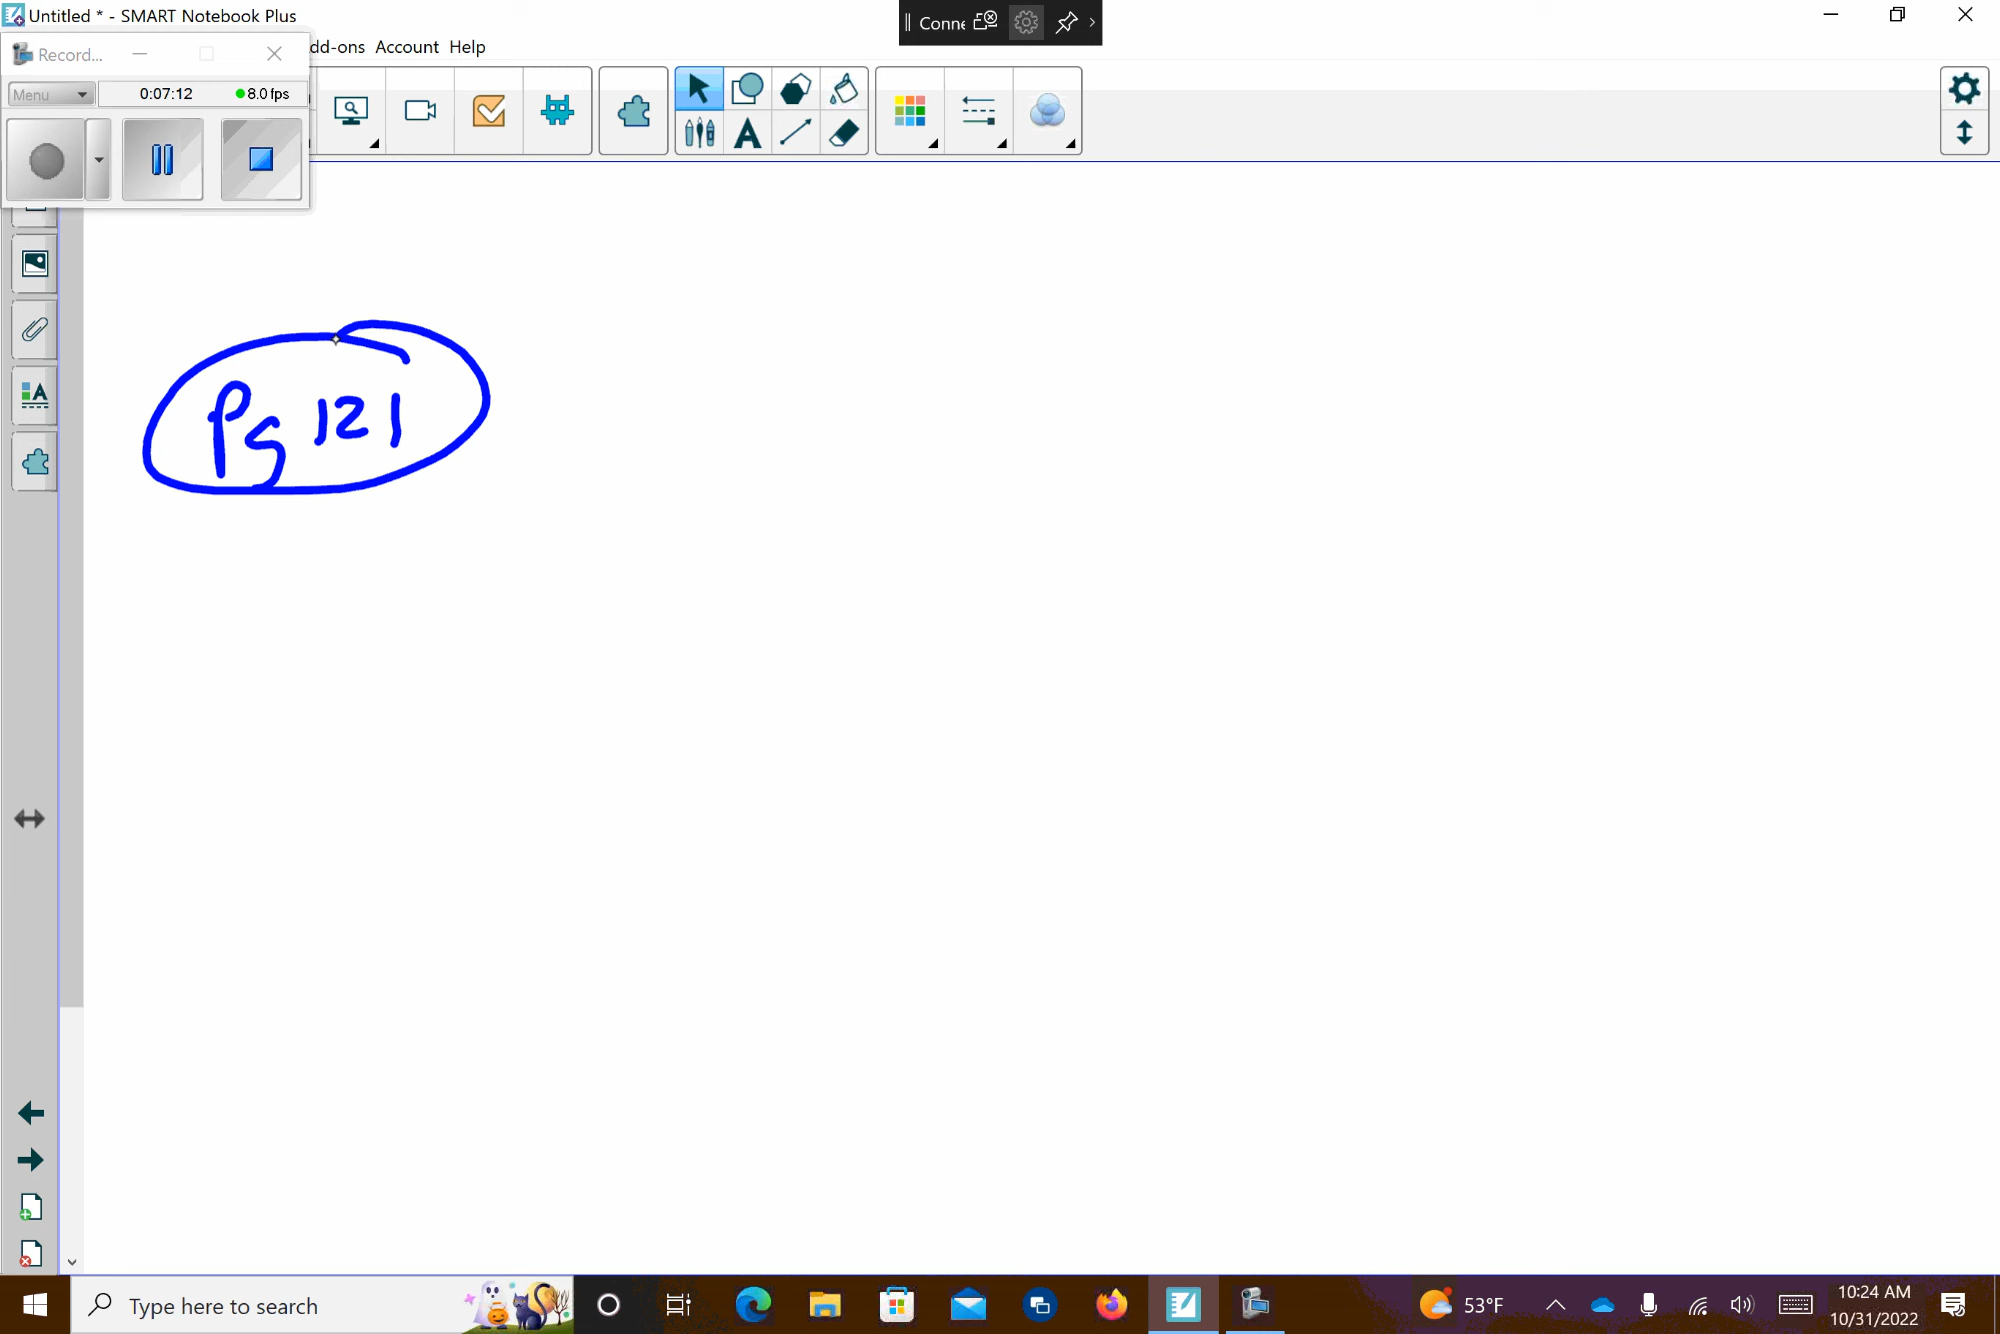 Untitled * - SMART Notebook Plus
Conne
Record...
dd-ons Account Help
Menu 0:07:12 8.0 fps
A
A
Pg 121
Type here to search
53°F
10:24 AM
10/31/2022